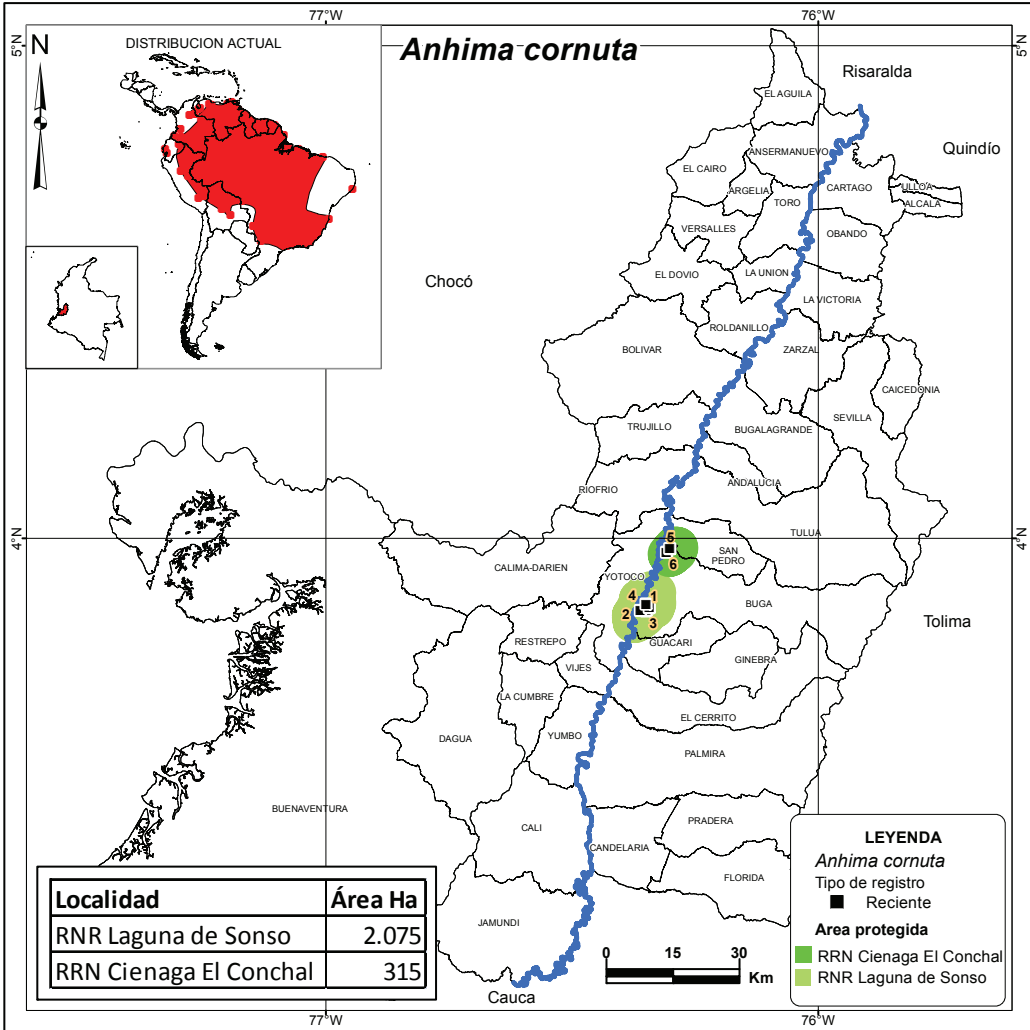 77°W
76°W
5°N
5°N
N
DISTRIBUCION ACTUAL
Anhima cornuta
Risaralda
EL AGUILA
Quindío
ANSERMANUEVO
EL CAIRO
ARGELIA
CARTAGO
ULLOA
ALCALA
TORO
VERSALLES
OBANDO
EL DOVIO
LA UNION
Chocó
LA VICTORIA
ROLDANILLO
BOLIVAR
ZARZAL
CAICEDONIA
SEVILLA
TRUJILLO
BUGALAGRANDE
RIOFRIO
ANDALUCIA
4°N
4°N
TULUA
5
SAN
PEDRO
6
CALIMA-DARIEN
YOTOCO
4
1
BUGA
2
3
Tolima
RESTREPO
GUACARI
VIJES
GINEBRA
LA CUMBRE
EL CERRITO
DAGUA
YUMBO
PALMIRA
BUENAVENTURA
CALI
PRADERA
CANDELARIA
FLORIDA
JAMUNDI
Cauca
Localidad Área Ha
RNR Laguna de Sonso 2.075
RRN Cienaga El Conchal 315
0 15 30
Km
LEYENDA
Anhima cornuta
Tipo de registro
Reciente
Area protegida
RRN Cienaga El Conchal
RNR Laguna de Sonso
77°W
76°W